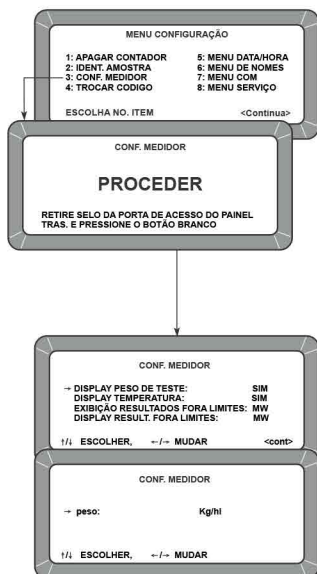 MENU CONFIGURAÇÃO
1: APAGAR CONTADOR 5: MENU DATA/HORA
2: IDENT. AMOSTRA 6: MENU DE NOMES
3: CONF. MEDIDOR 7: MENU COM
4: TROCAR CODIGO 8: MENU SERVIÇO
ESCOLHA NO. ITEM <Continua>
CONF. MEDIDOR
PROCEDER
RETIRE SELO DA PORTA DE ACESSO DO PAINEL
TRAS. E PRESSIONE O BOTÃO BRANCO
CONF. MEDIDOR
→ DISPLAY PESO DE TESTE: SIM
DISPLAY TEMPERATURA: SIM
EXIBIÇÃO RESULTADOS FORA LIMITES: MW
DISPLAY RESULT. FORA LIMITES: MW
↑/↓ ESCOLHER, ←/→ MUDAR <cont>
CONF. MEDIDOR
→ peso: Kg/hl
↑/↓ ESCOLHER, ←/→ MUDAR